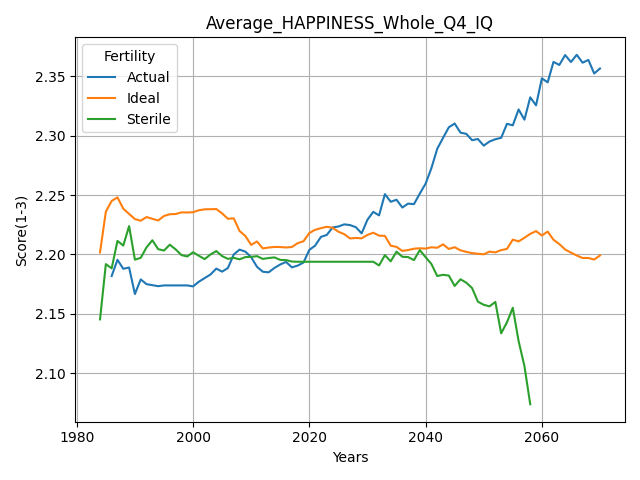 Average_HAPPINESS_Whole_Q4_IQ
Fertility
Actual
Ideal
Sterile
Score(1-3)
2.35
2.30
2.25
2.20
2.15
2.10
1980
2000
2020
2040
2060
Years